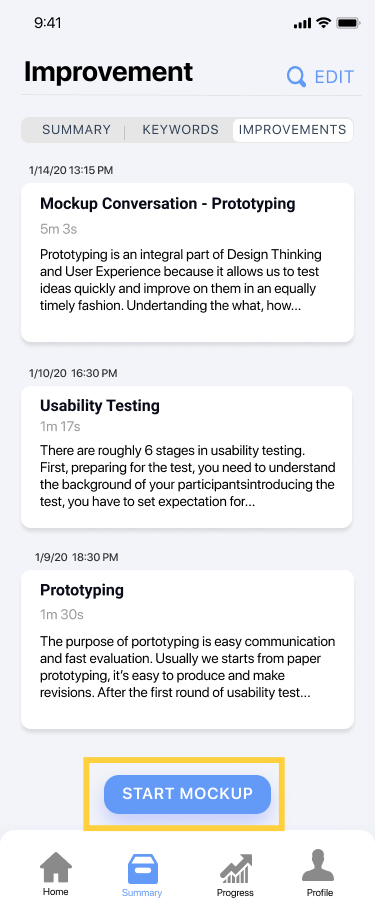 9:41
Improvement
EDIT
SUMMARY
KEYWORDS
IMPROVEMENTS
1/14/20 13:15 PM
Mockup Conversation - Prototyping
5m 3s
Prototyping is an integral part of Design Thinking
and User Experience because it allows us to test
ideas quickly and improve on them in an equally
timely fashion. Undertanding the what, how...
1/10/20 16:30 PM
Usability Testing
1m 17s
There are roughly 6 stages in usability testing.
First, preparing for the test, you need to understand
the background of your participantsintroducing the
test, you have to set expectation for...
1/9/20 18:30 PM
Prototyping
1m 30s
The purpose of portotyping is easy communication
and fast evaluation. Usually we starts from paper
prototyping, it's easy to produce and make
revisions. After the first round of usability test...
START MOCKUP
Home
Summary
Progress
Profile